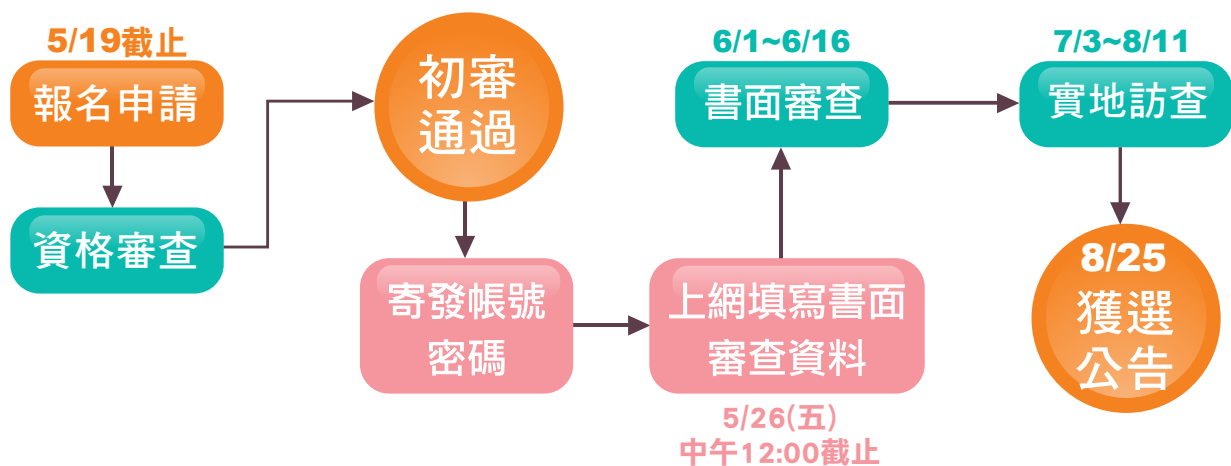 5/19截止
報名申請
資格審查
初審
通過
寄發帳號
密碼
上網填寫書面
審查資料
5/26(五)
中午12:00截止
6/1~6/16
書面審查
7/3~8/11
實地訪查
8/25
獲選
公告